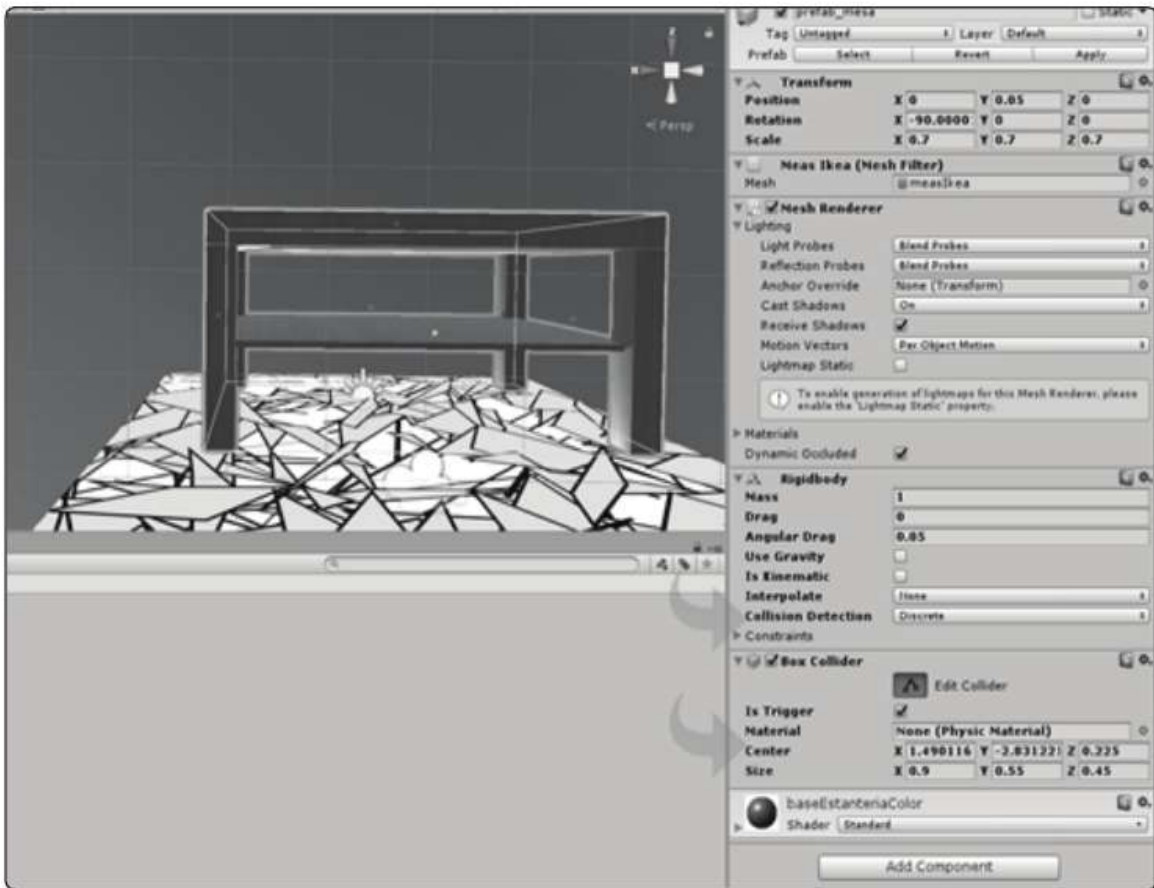 prefab_mesa Static
Tag Untagged Layer Default
Prefab Select Revert Apply
Transform
Position X 0 Y 0.05 Z 0
Rotation X -90.0000 Y 0 Z 0
Scale X 0.7 Y 0.7 Z 0.7
Meas Ikea (Mesh Filter)
Mesh measIkea
Mesh Renderer
Lighting
Light Probes Blend Probes
Reflection Probes Blend Probes
Anchor Override None (Transform)
Cast Shadows On
Receive Shadows
Motion Vectors Per Object Motion
Lightmap Static
To enable generation of lightmaps for this Mesh Renderer, please
enable the 'Lightmap Static' property.
Materials
Dynamic Occluded
Rigidbody
Mass 1
Drag 0
Angular Drag 0.05
Use Gravity
Is Kinematic
Interpolate None
Collision Detection Discrete
Constraints
Box Collider
Edit Collider
Is Trigger
Material None (Physic Material)
Center X 1.490116 Y -2.831221 Z 0.225
Size X 0.9 Y 0.55 Z 0.45
baseEstanteriaColor
Shader Standard
Add Component
z
x
Persp